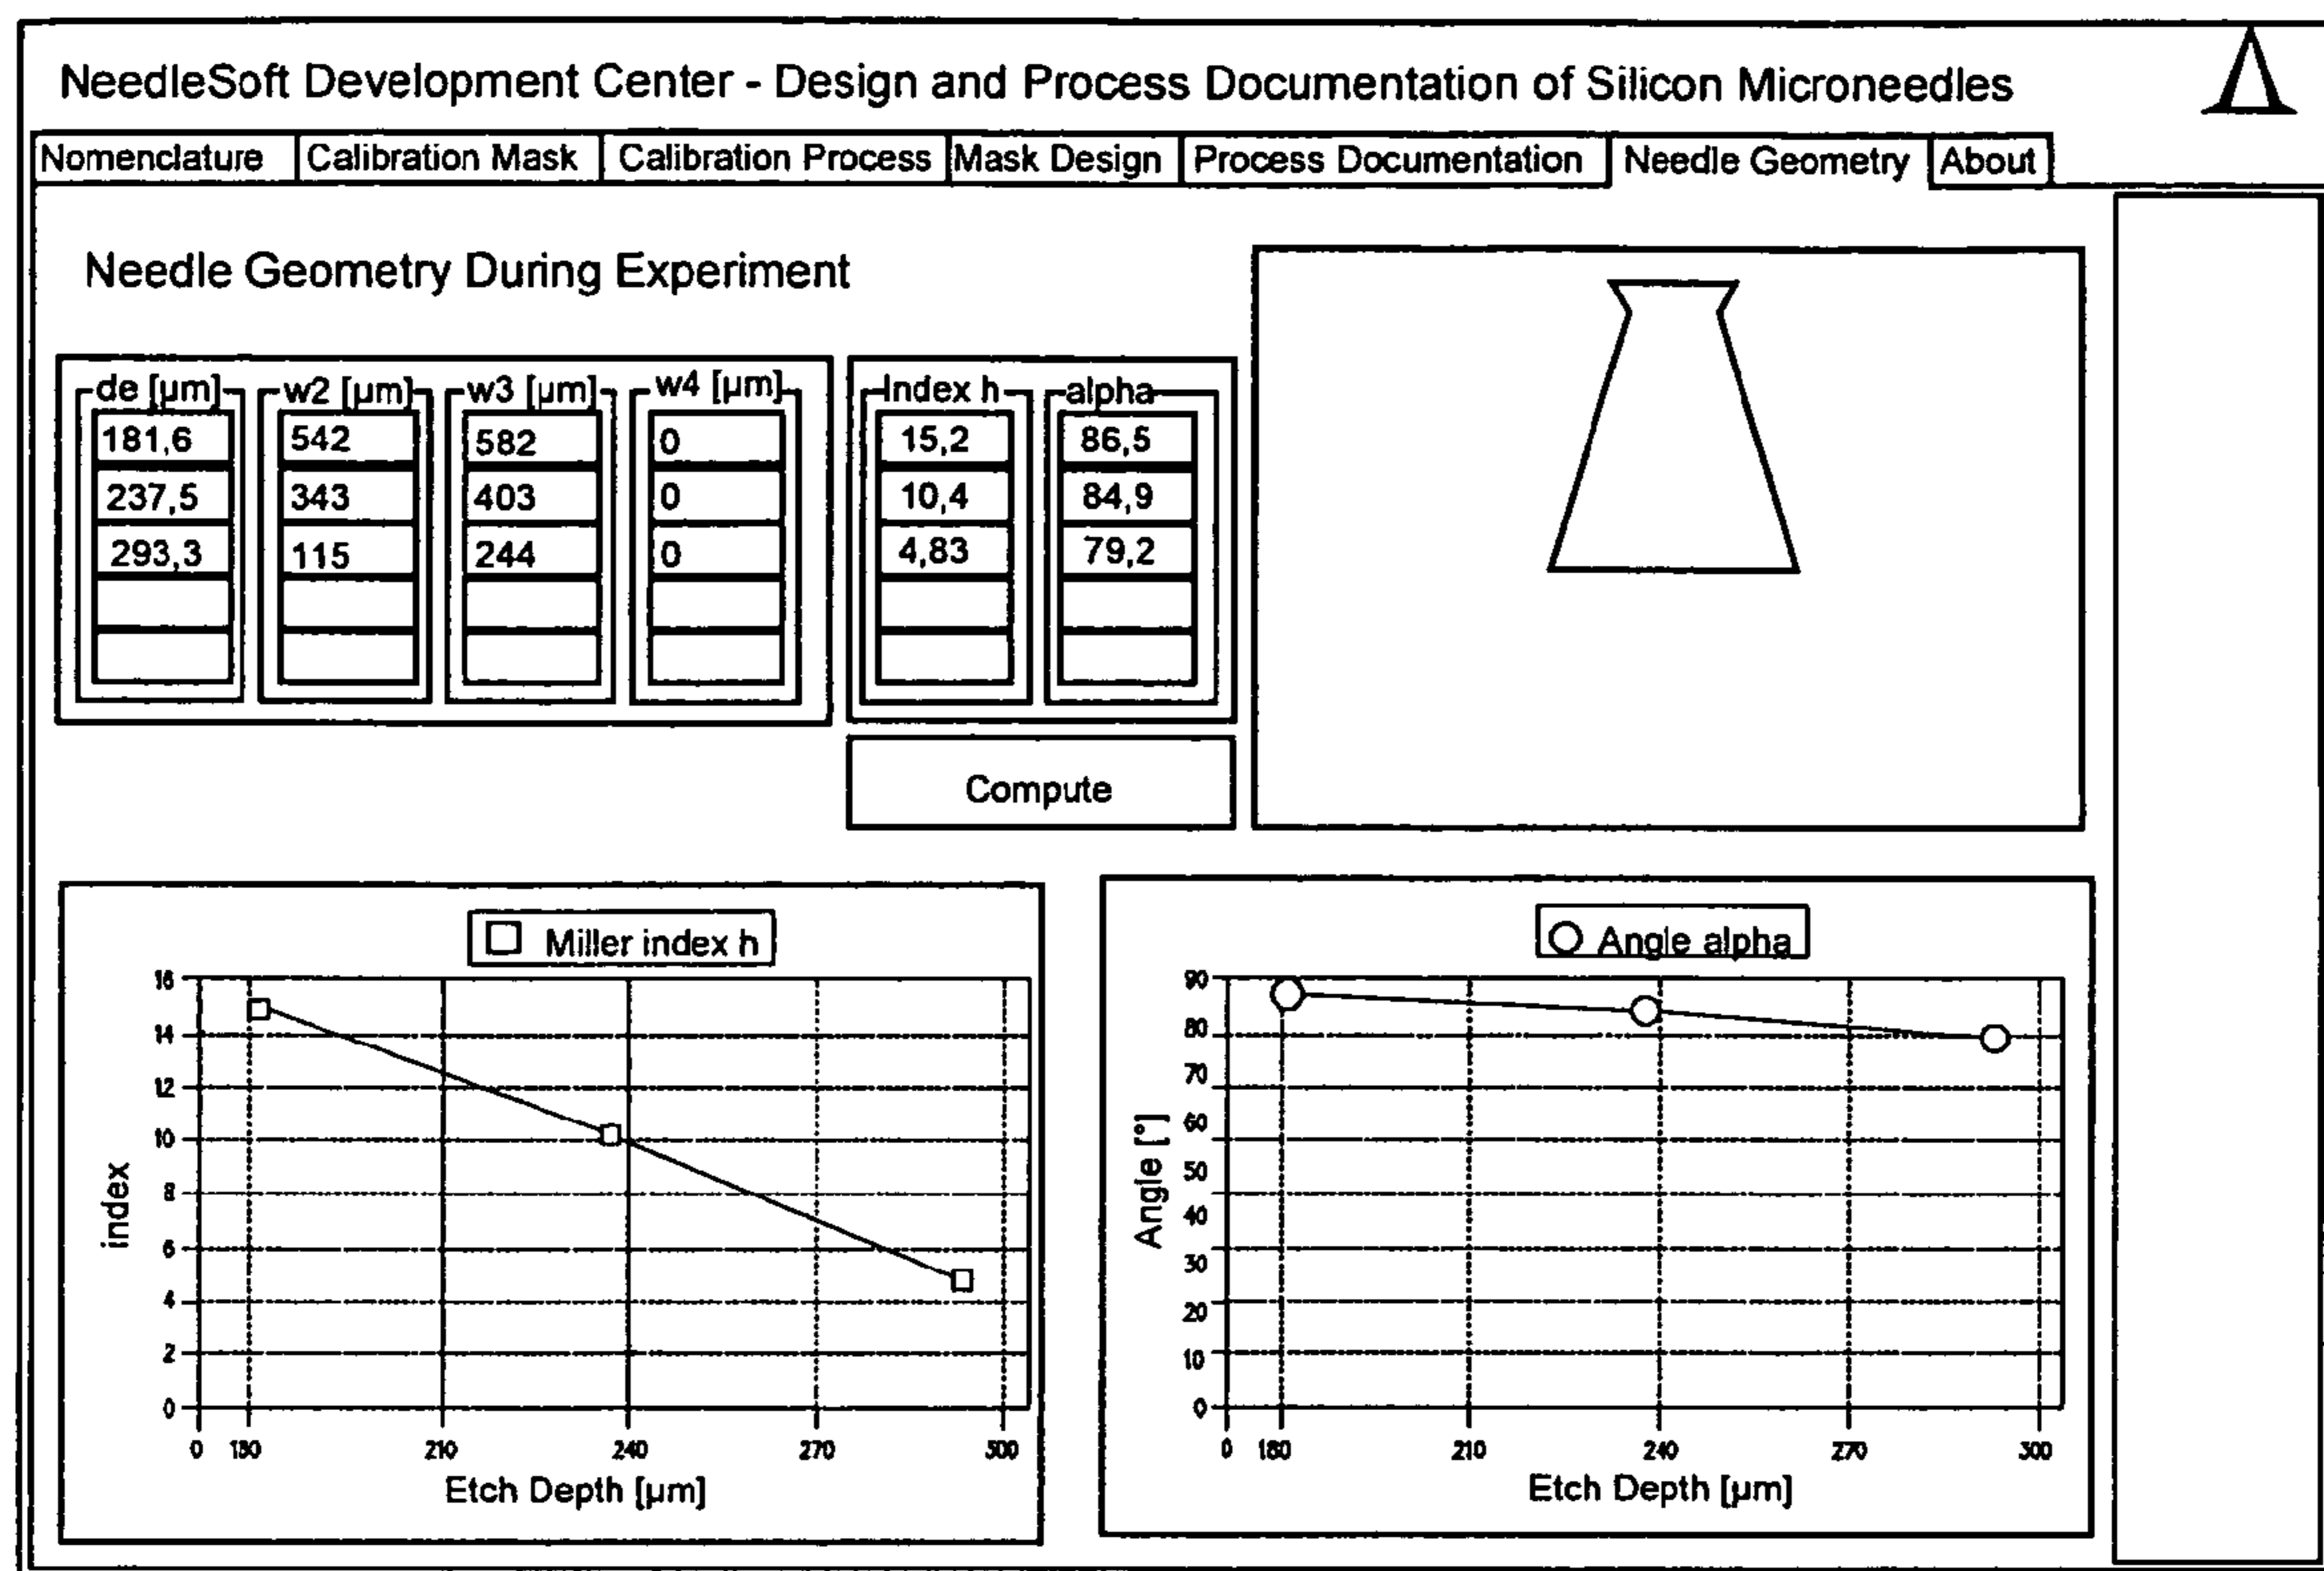 NeedleSoft Development Center - Design and Process Documentation of Silicon Microneedles
Nomenclature Calibration Mask Calibration Process Mask Design Process Documentation Needle Geometry About
Needle Geometry During Experiment
de [µm] w2 [µm] w3 [µm] w4 [µm] Index h alpha
181,6 542 582 0 15,2 86,5
237,5 343 403 0 10,4 84,9
293,3 115 244 0 4,83 79,2
Compute
Miller index h
16
14
12
10
8
6
4
2
0
index
0 180 210 240 270 300
Etch Depth [µm]
Angle alpha
90
80
70
60
50
40
30
20
10
0
Angle [°]
0 180 210 240 270 300
Etch Depth [µm]